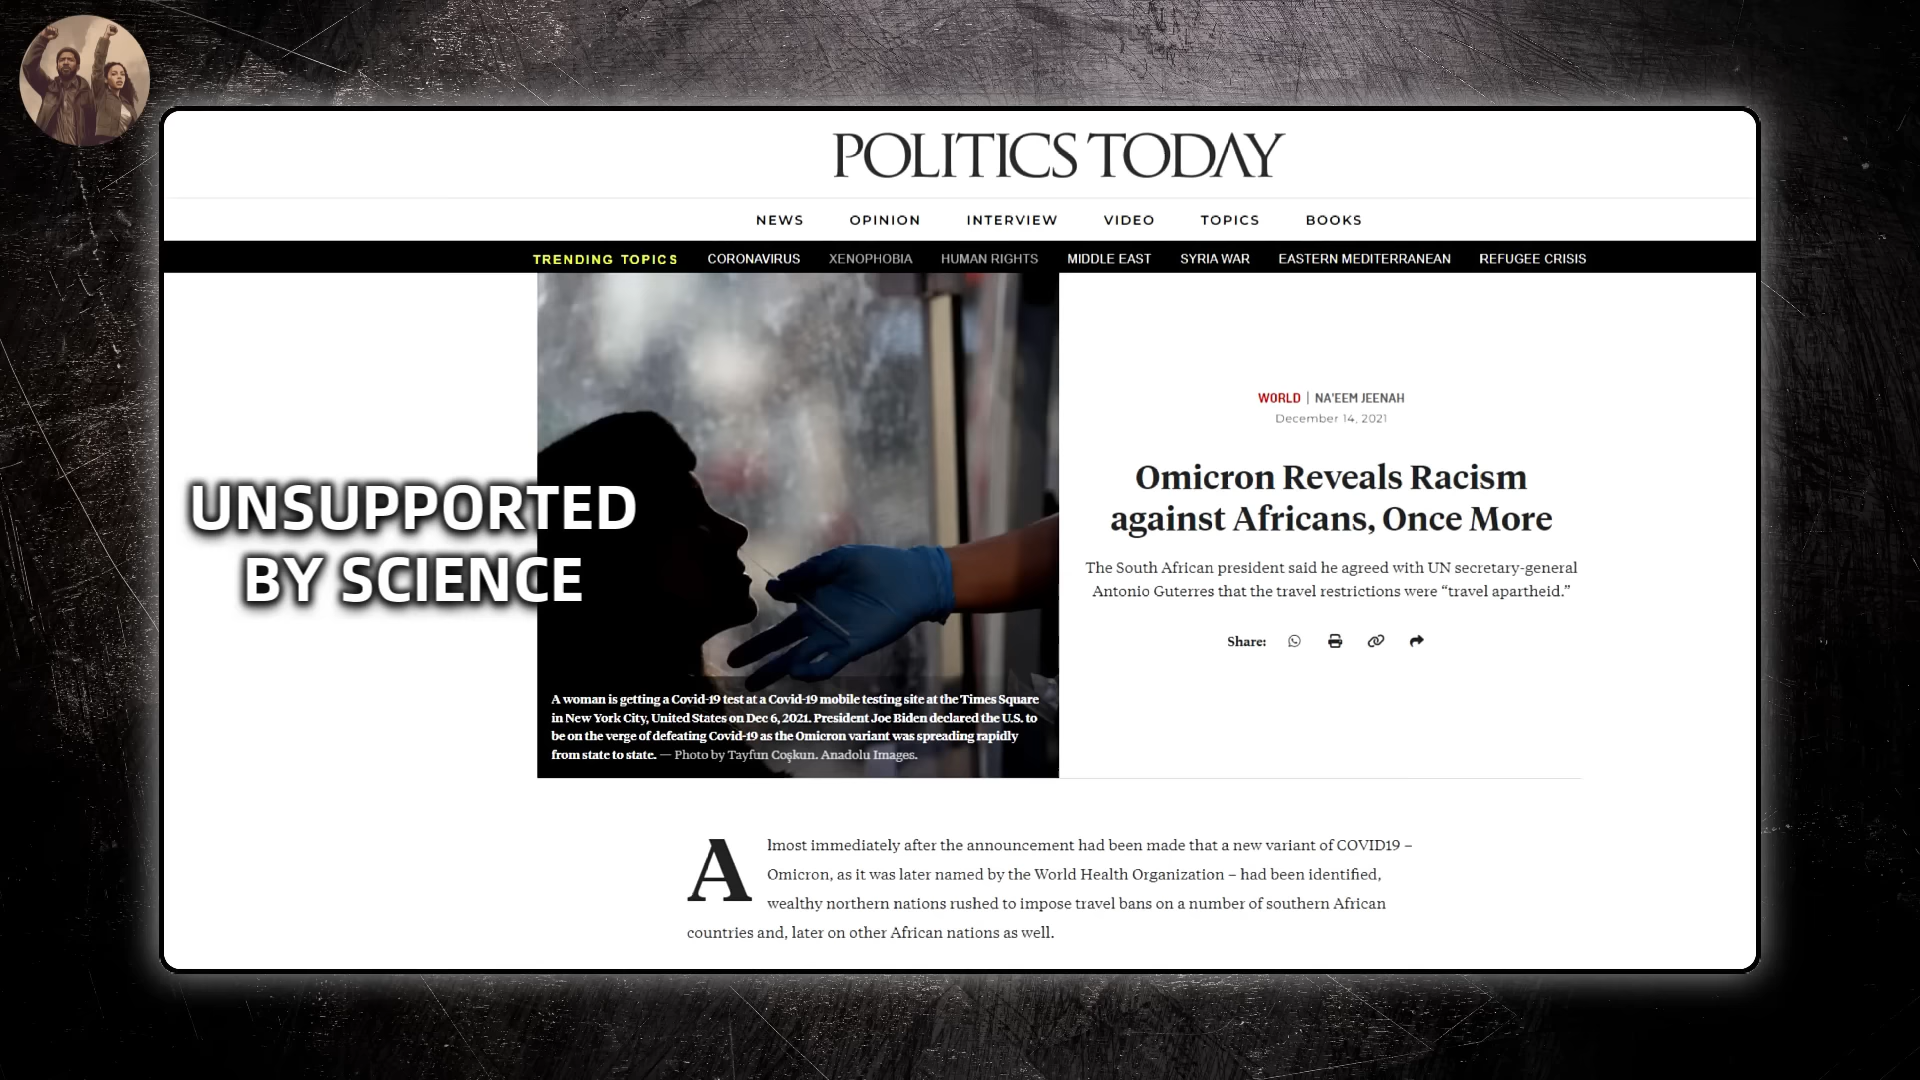 POLITICS TODAY
NEWS OPINION INTERVIEW VIDEO TOPICS BOOKS
TRENDING TOPICS CORONAVIRUS XENOPHOBIA HUMAN RIGHTS MIDDLE EAST SYRIA WAR EASTERN MEDITERRANEAN REFUGEE CRISIS
UNSUPPORTED
BY SCIENCE
A woman is getting a Covid-19 test at a Covid-19 mobile testing site at the Times Square
in New York City, United States on Dec 6, 2021. President Joe Biden declared the U.S. to
be on the verge of defeating Covid-19 as the Omicron variant was spreading rapidly
from state to state. — Photo by Tayfun Coşkun. Anadolu Images.
WORLD | NA'EEM JEENAH
December 14, 2021
Omicron Reveals Racism
against Africans, Once More
The South African president said he agreed with UN secretary-general
Antonio Guterres that the travel restrictions were “travel apartheid.”
Share:
Almost immediately after the announcement had been made that a new variant of COVID19 –
Omicron, as it was later named by the World Health Organization – had been identified,
wealthy northern nations rushed to impose travel bans on a number of southern African
countries and, later on other African nations as well.